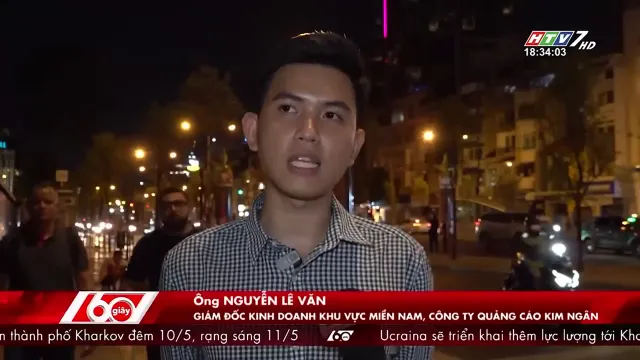 HTV7 HD
18:34:03
60 giây
Ông NGUYỄN LÊ VĂN
GIÁM ĐỐC KINH DOANH KHU VỰC MIỀN NAM, CÔNG TY QUẢNG CÁO KIM NGÂN
n thành phố Kharkov đêm 10/5, rạng sáng 11/5 60 Ucraina sẽ triển khai thêm lực lượng tới Khar